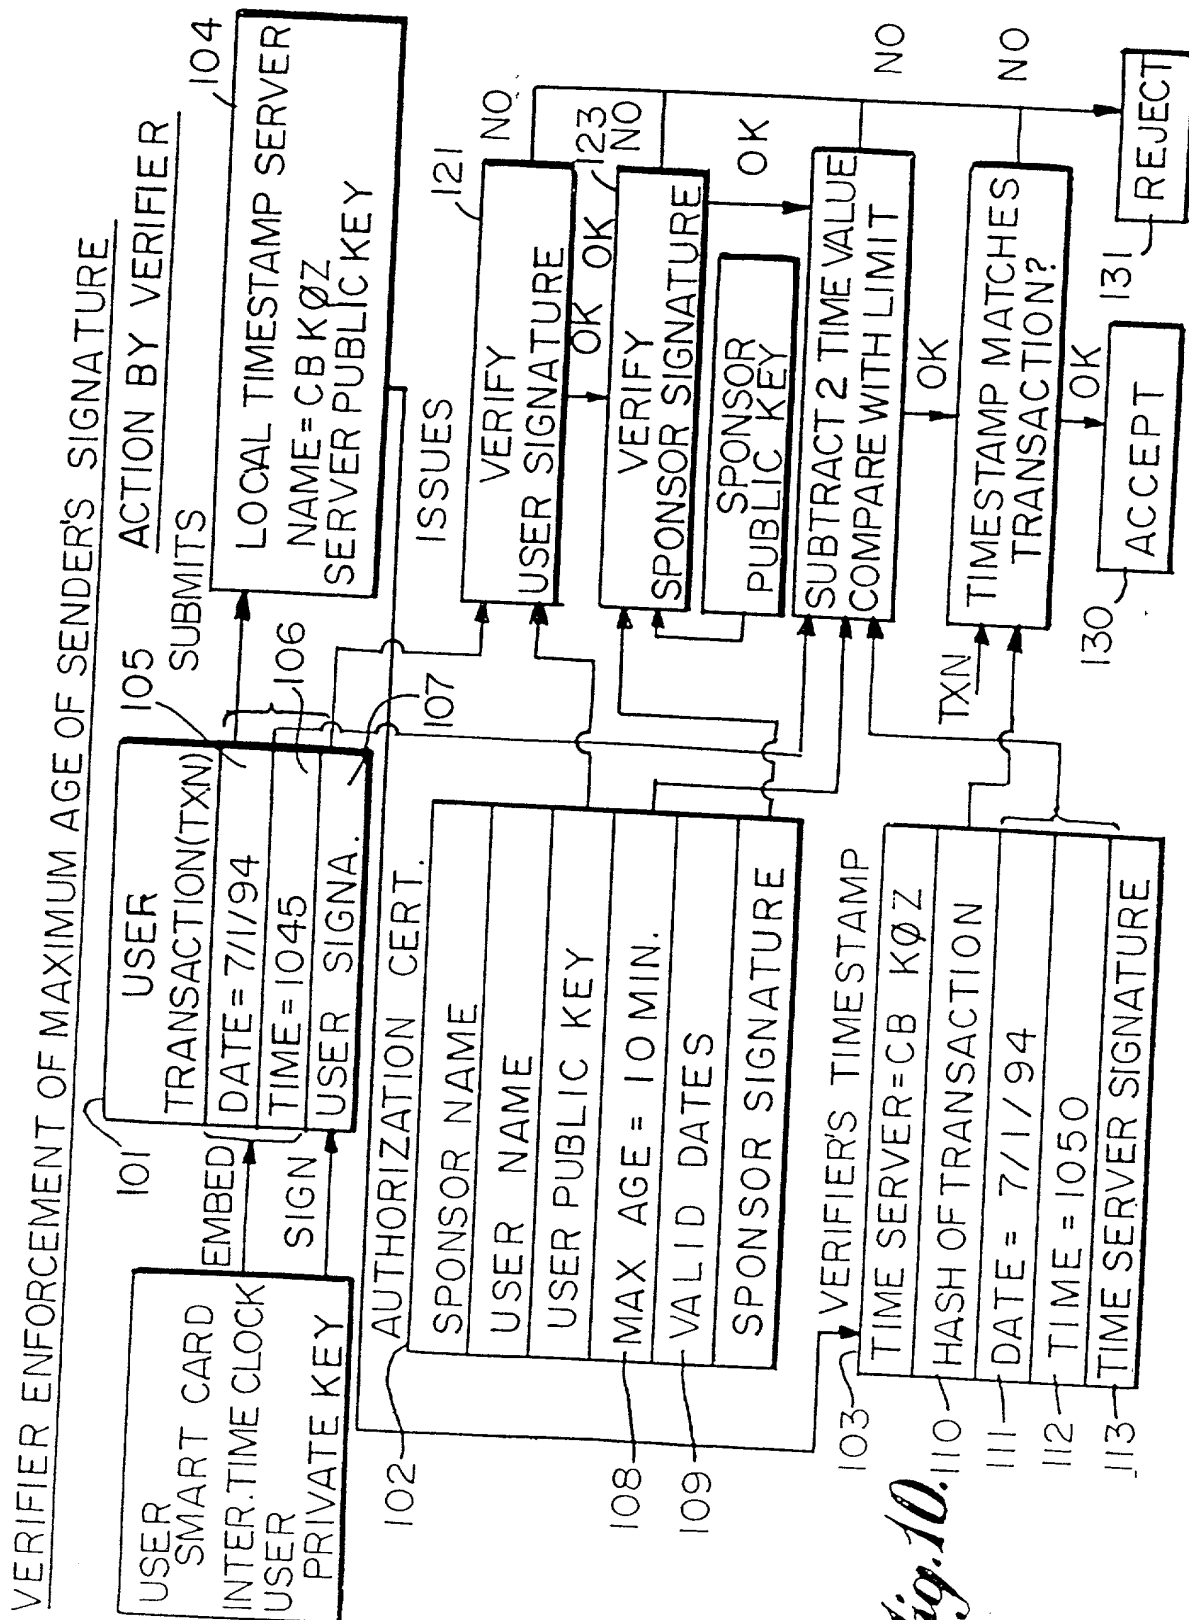 VERIFIER ENFORCEMENT OF MAXIMUM AGE OF SENDER'S SIGNATURE
ACTION BY VERIFIER
USER
SMART CARD
INTER.TIME CLOCK
USER
PRIVATE KEY
EMBED
SIGN
101
USER
TRANSACTION(TXN)
DATE=7/1/94
TIME=1045
USER SIGNA.
105
106
107
SUBMITS
104
LOCAL TIMESTAMP SERVER
NAME=CB KØZ
SERVER PUBLIC KEY
ISSUES
102
AUTHORIZATION CERT.
SPONSOR NAME
USER NAME
USER PUBLIC KEY
MAX AGE = 10 MIN.
VALID DATES
SPONSOR SIGNATURE
108
109
121
VERIFY
USER SIGNATURE
NO
OK OK
123
VERIFY
SPONSOR SIGNATURE
NO
OK
SPONSOR
PUBLIC KEY
SUBTRACT 2 TIME VALUE
COMPARE WITH LIMIT
NO
OK
103
VERIFIER'S TIMESTAMP
TIME SERVER=CB KØZ
HASH OF TRANSACTION
DATE = 7/1/94
TIME = 1050
TIME SERVER SIGNATURE
110
111
112
113
TXN
TIMESTAMP MATCHES
TRANSACTION?
NO
OK
130
ACCEPT
131
REJECT
Fig.10.